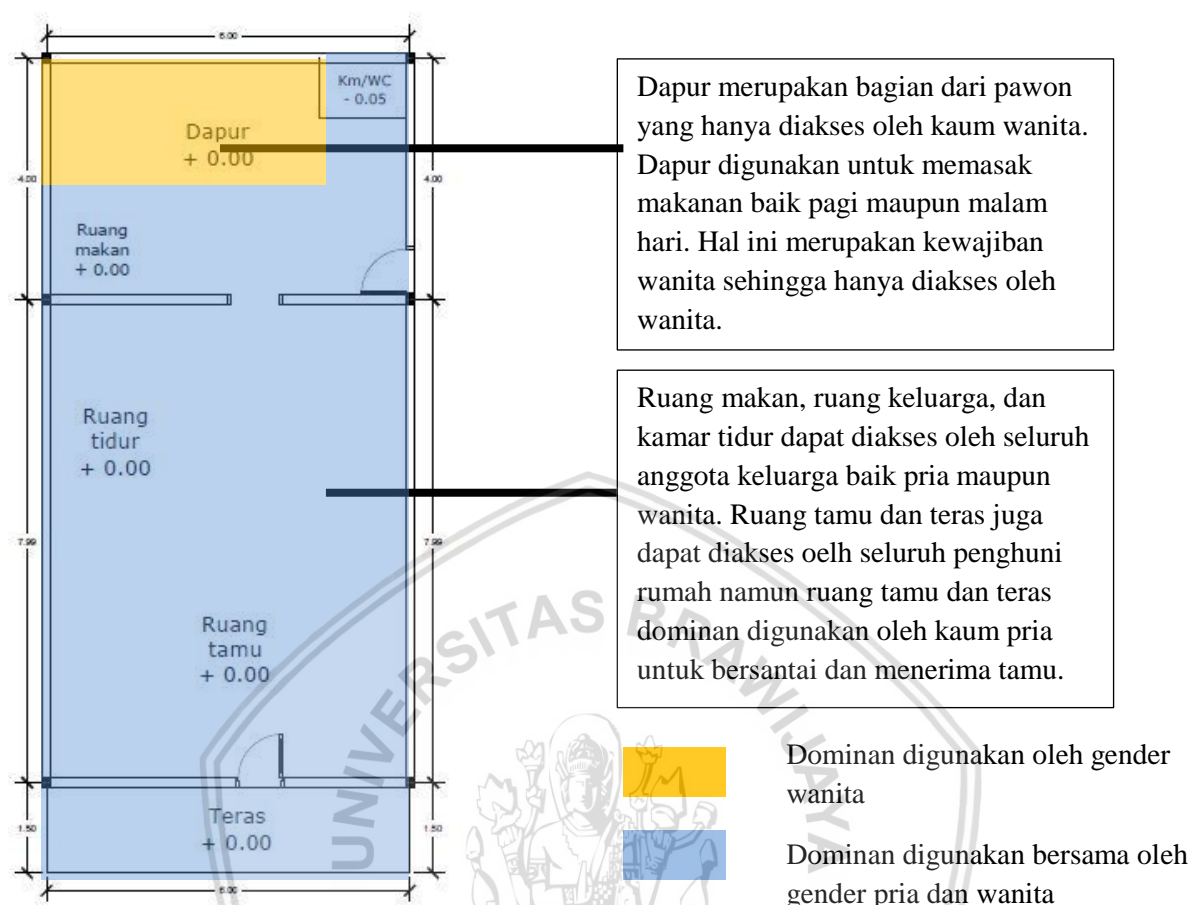 6.00
Km/WC
- 0.05
Dapur
+ 0.00
4.00
4.00
Ruang
makan
+ 0.00
Ruang
tidur
+ 0.00
7.99
7.99
Ruang
tamu
+ 0.00
Teras
+ 0.00
1.50
1.50
6.00
Dapur merupakan bagian dari pawon
yang hanya diakses oleh kaum wanita.
Dapur digunakan untuk memasak
makanan baik pagi maupun malam
hari. Hal ini merupakan kewajiban
wanita sehingga hanya diakses oleh
wanita.
Ruang makan, ruang keluarga, dan
kamar tidur dapat diakses oleh seluruh
anggota keluarga baik pria maupun
wanita. Ruang tamu dan teras juga
dapat diakses oelh seluruh penghuni
rumah namun ruang tamu dan teras
dominan digunakan oleh kaum pria
untuk bersantai dan menerima tamu.
Dominan digunakan oleh gender
wanita
Dominan digunakan bersama oleh
gender pria dan wanita
UNIVERSITAS BRAWIJAYA